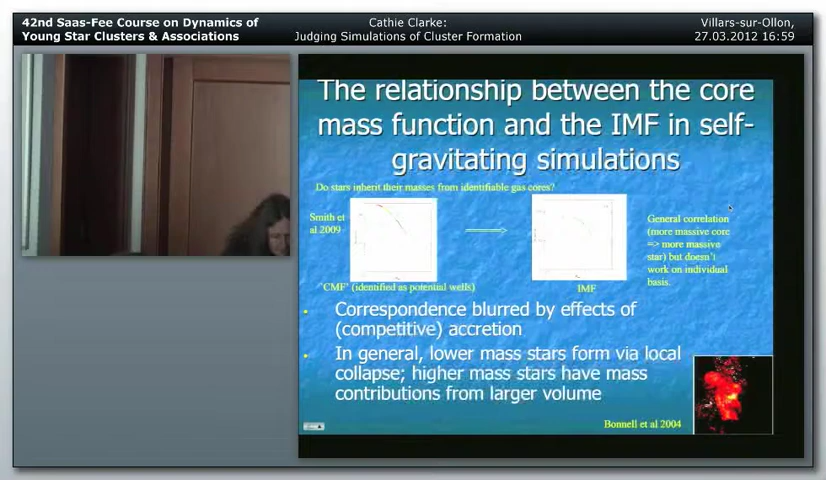 42nd Saas-Fee Course on Dynamics of
Young Star Clusters & Associations
Cathie Clarke:
Judging Simulations of Cluster Formation
Villars-sur-Ollon,
27.03.2012 16:59
The relationship between the core
mass function and the IMF in self-
gravitating simulations
Do stars inherit their masses from identifiable gas cores?
Smith et
al 2009
General correlation
(more massive core
=> more massive
star) but doesn't
work on individual
basis.
"CMF' (identified as potential wells)
IMF
Correspondence blurred by effects of
(competitive) accretion
In general, lower mass stars form via local
collapse; higher mass stars have mass
contributions from larger volume
Bonnell et al 2004